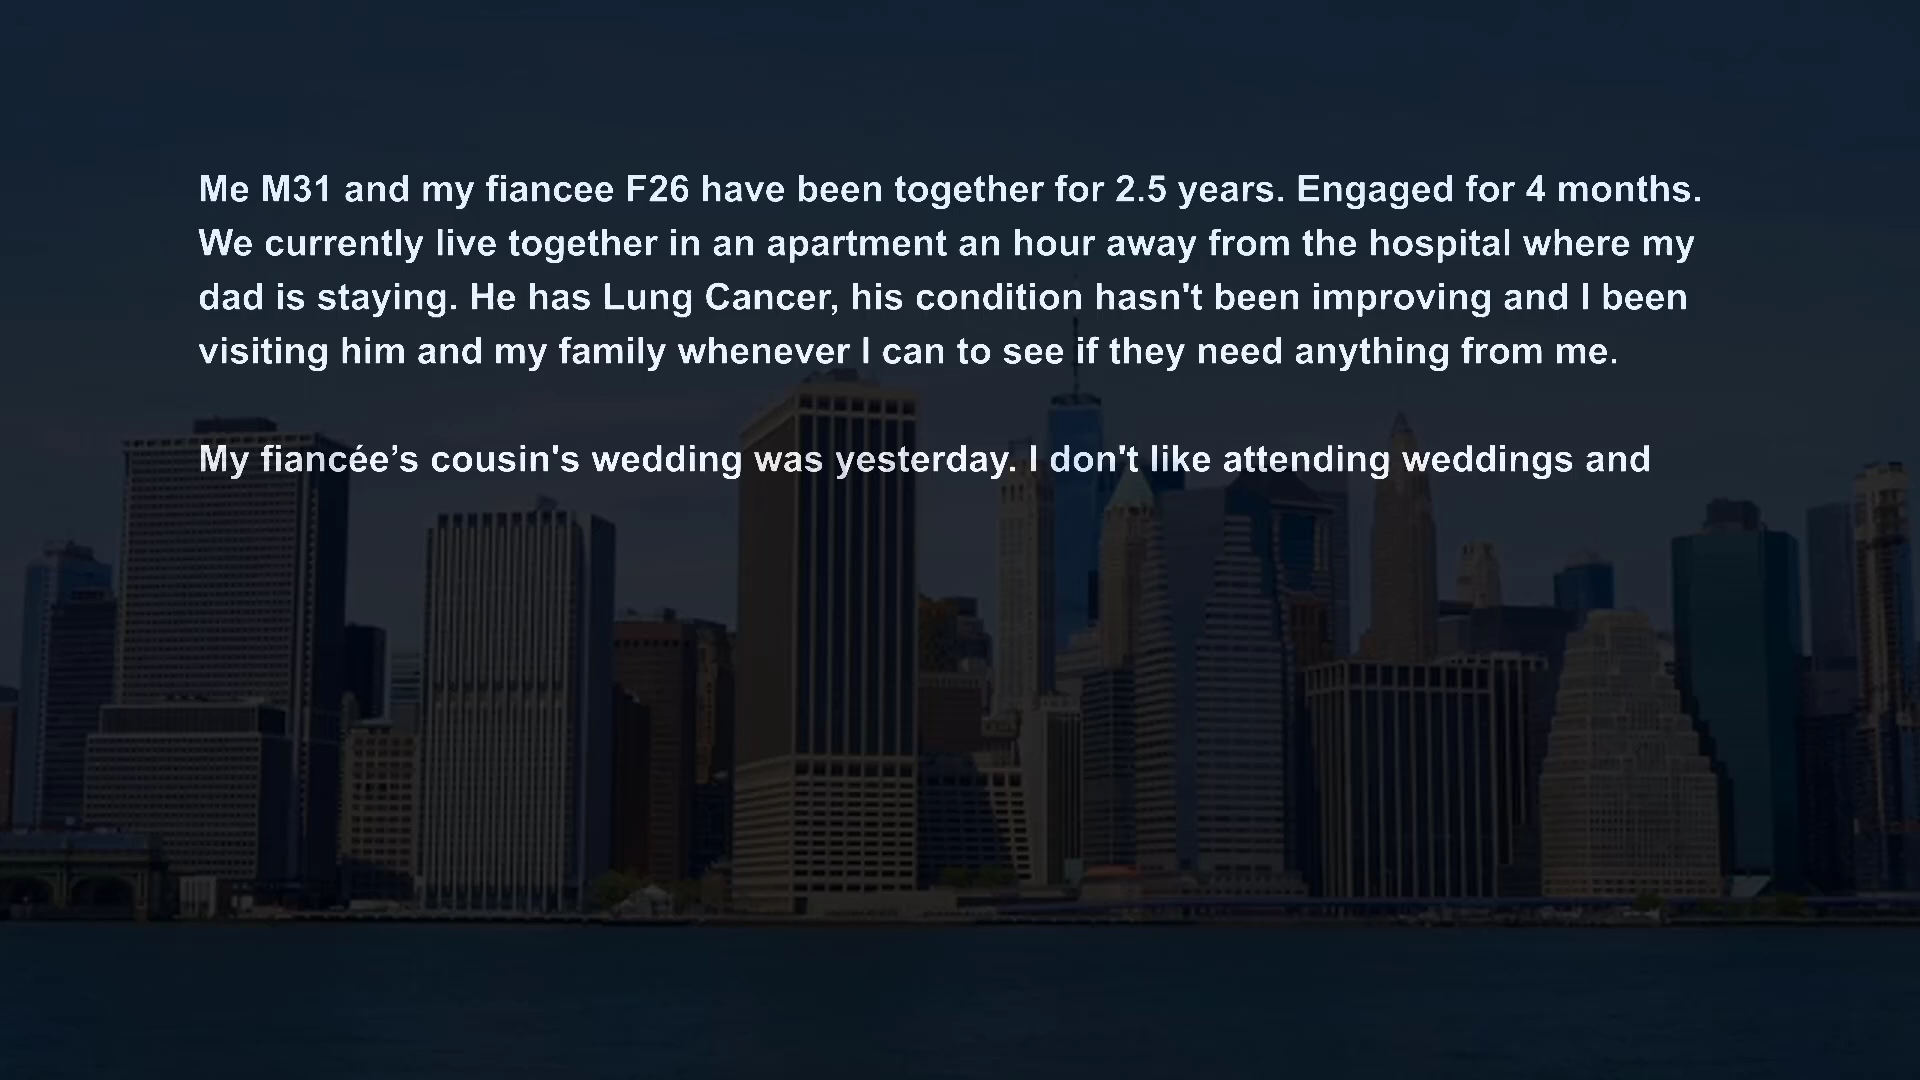 Me M31 and my fiancee F26 have been together for 2.5 years. Engaged for 4 months.
We currently live together in an apartment an hour away from the hospital where my
dad is staying. He has Lung Cancer, his condition hasn't been improving and I been
visiting him and my family whenever I can to see if they need anything from me.
My fiancée’s cousin's wedding was yesterday. I don't like attending weddings and